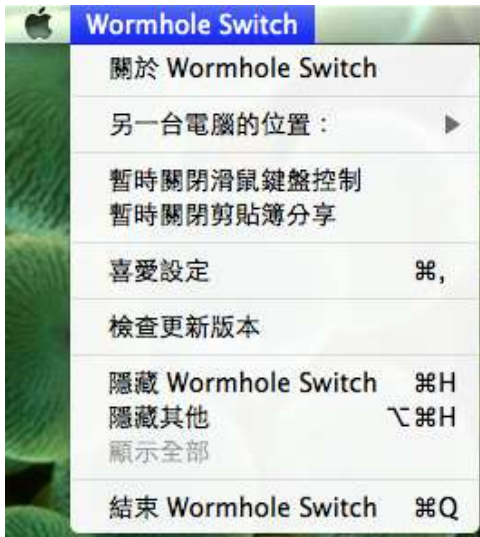 Wormhole Switch
關於 Wormhole Switch
另一台電腦的位置：
暫時關閉滑鼠鍵盤控制
暫時關閉剪貼簿分享
喜愛設定 ⌘,
檢查更新版本
隱藏 Wormhole Switch ⌘H
隱藏其他 ⌥⌘H
顯示全部
結束 Wormhole Switch ⌘Q